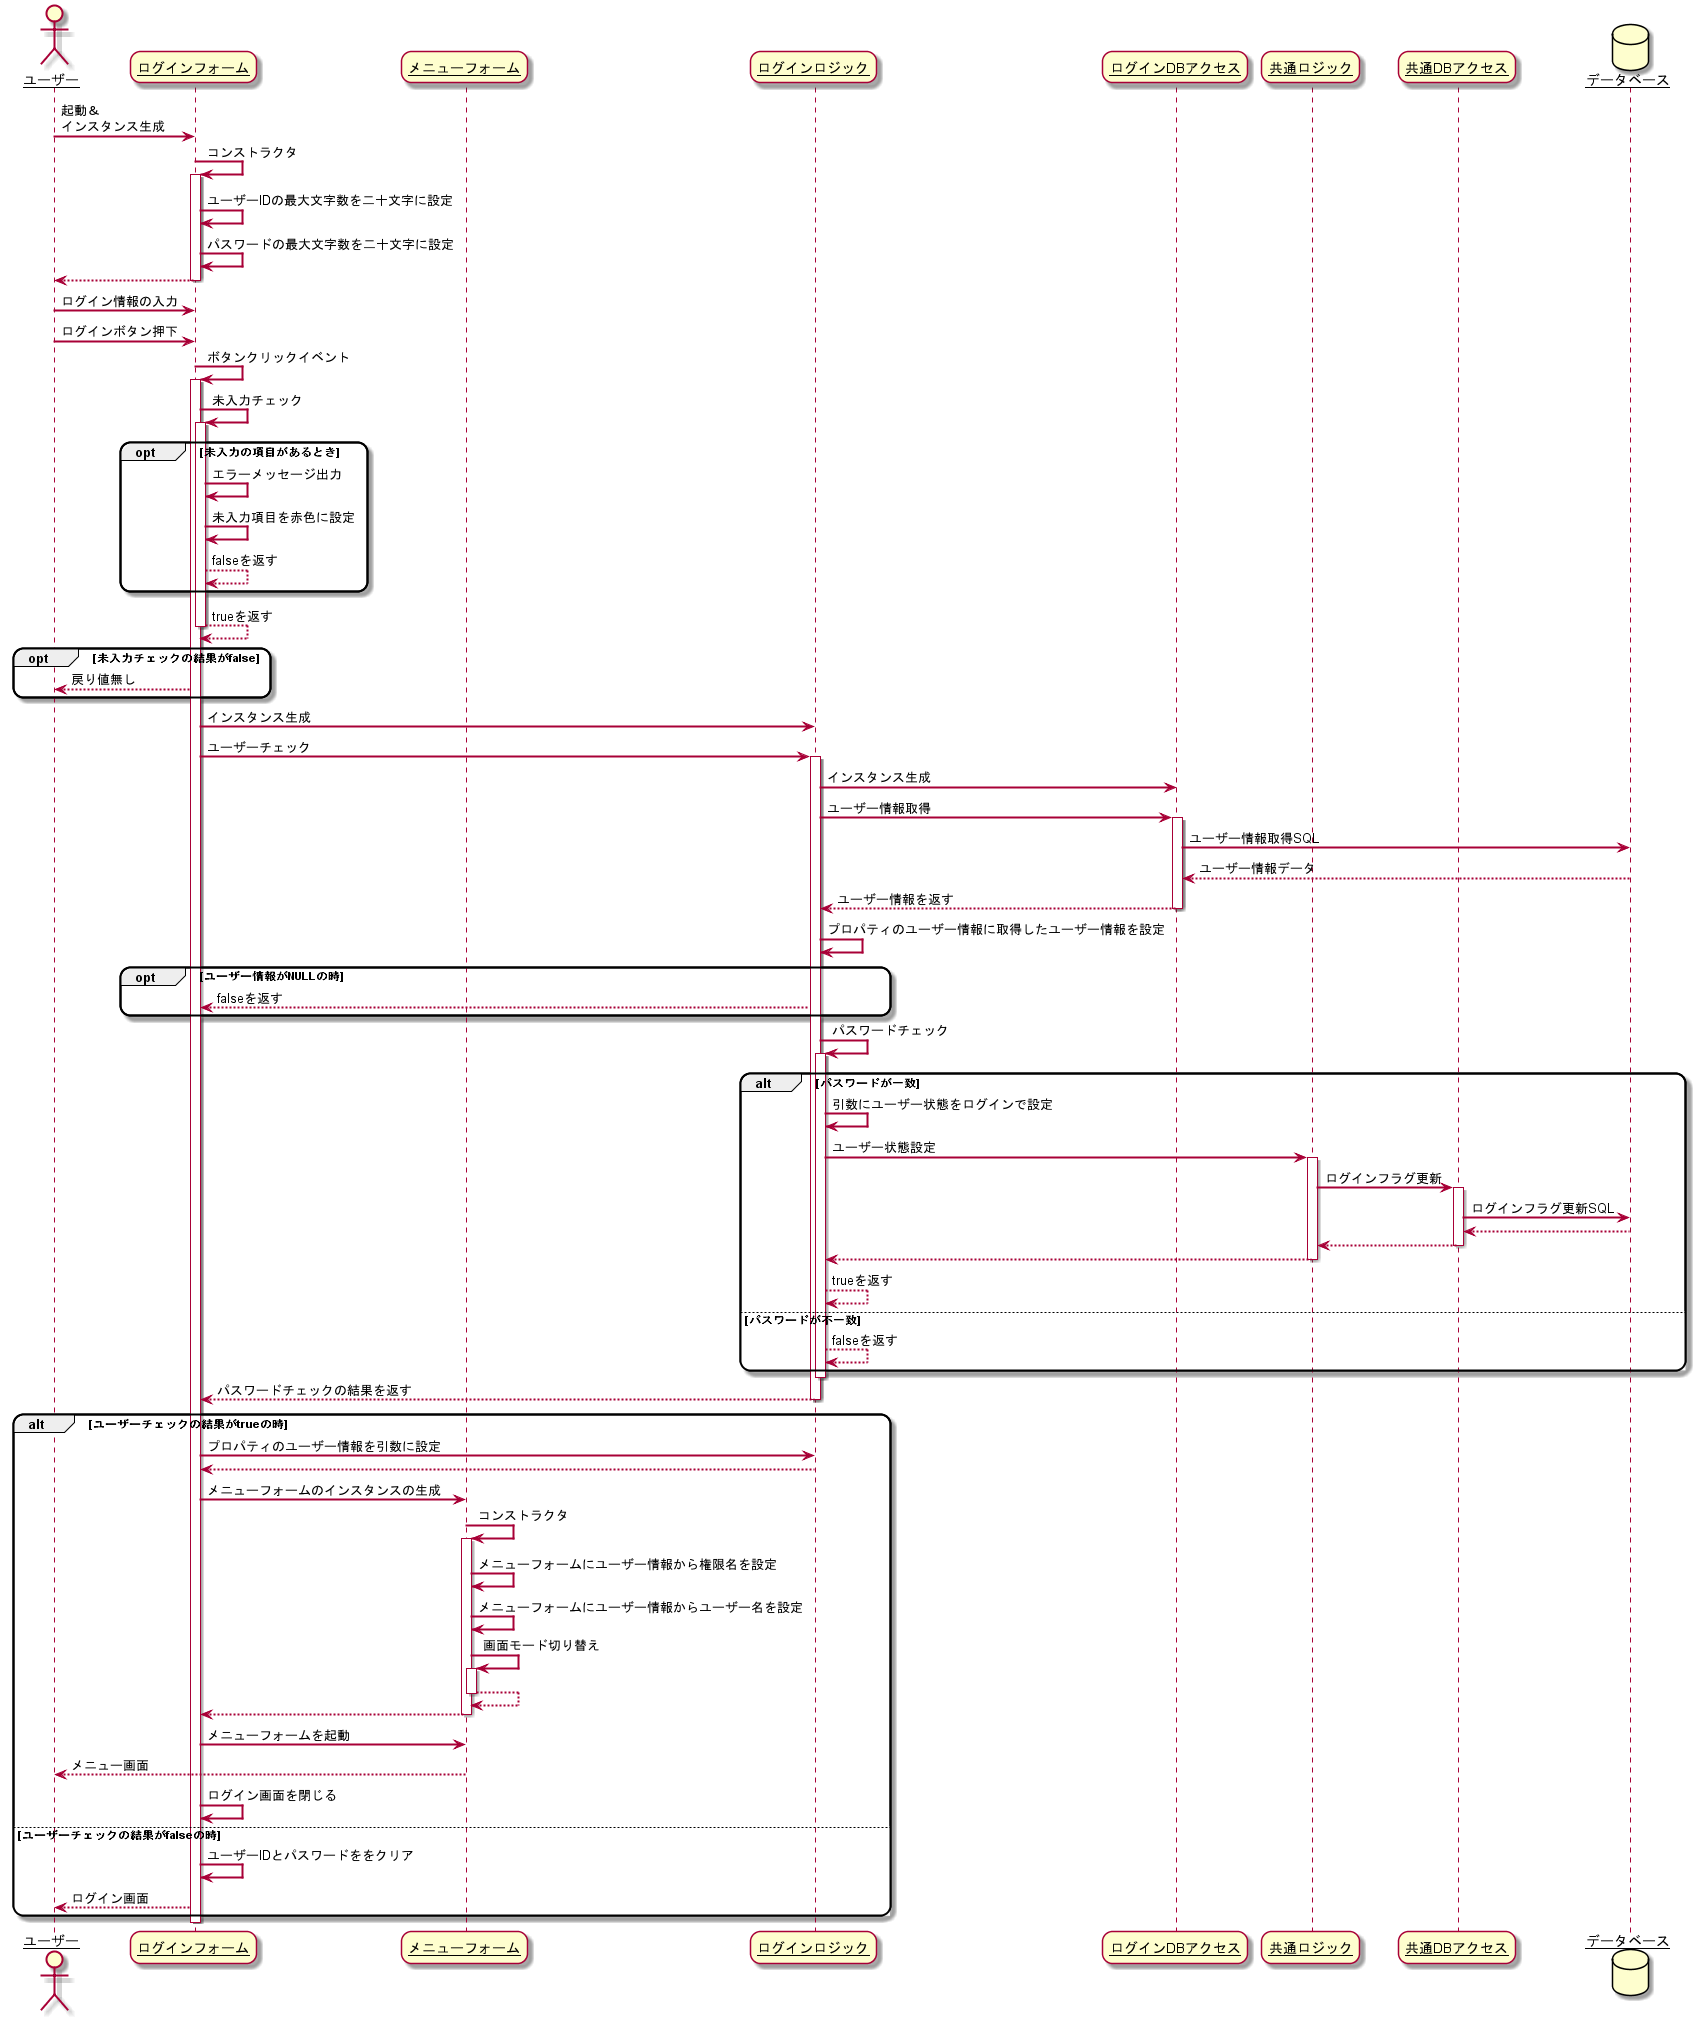 ユーザー
ログインフォーム
メニューフォーム
ログインロジック
ログインDBアクセス
共通ロジック
共通DBアクセス
データベース
起動＆
インスタンス生成
コンストラクタ
ユーザーIDの最大文字数を二十文字に設定
パスワードの最大文字数を二十文字に設定
ログイン情報の入力
ログインボタン押下
ボタンクリックイベント
未入力チェック
opt [未入力の項目があるとき]
エラーメッセージ出力
未入力項目を赤色に設定
falseを返す
trueを返す
opt [未入力チェックの結果がfalse]
戻り値無し
インスタンス生成
ユーザーチェック
インスタンス生成
ユーザー情報取得
ユーザー情報取得SQL
ユーザー情報データ
ユーザー情報を返す
プロパティのユーザー情報に取得したユーザー情報を設定
opt [ユーザー情報がNULLの時]
falseを返す
パスワードチェック
alt [パスワードが一致]
引数にユーザー状態をログインで設定
ユーザー状態設定
ログインフラグ更新
ログインフラグ更新SQL
trueを返す
[パスワードが不一致]
falseを返す
パスワードチェックの結果を返す
alt [ユーザーチェックの結果がtrueの時]
プロパティのユーザー情報を引数に設定
メニューフォームのインスタンスの生成
コンストラクタ
メニューフォームにユーザー情報から権限名を設定
メニューフォームにユーザー情報からユーザー名を設定
画面モード切り替え
メニューフォームを起動
メニュー画面
ログイン画面を閉じる
[ユーザーチェックの結果がfalseの時]
ユーザーIDとパスワードををクリア
ログイン画面
ユーザー
ログインフォーム
メニューフォーム
ログインロジック
ログインDBアクセス
共通ロジック
共通DBアクセス
データベース